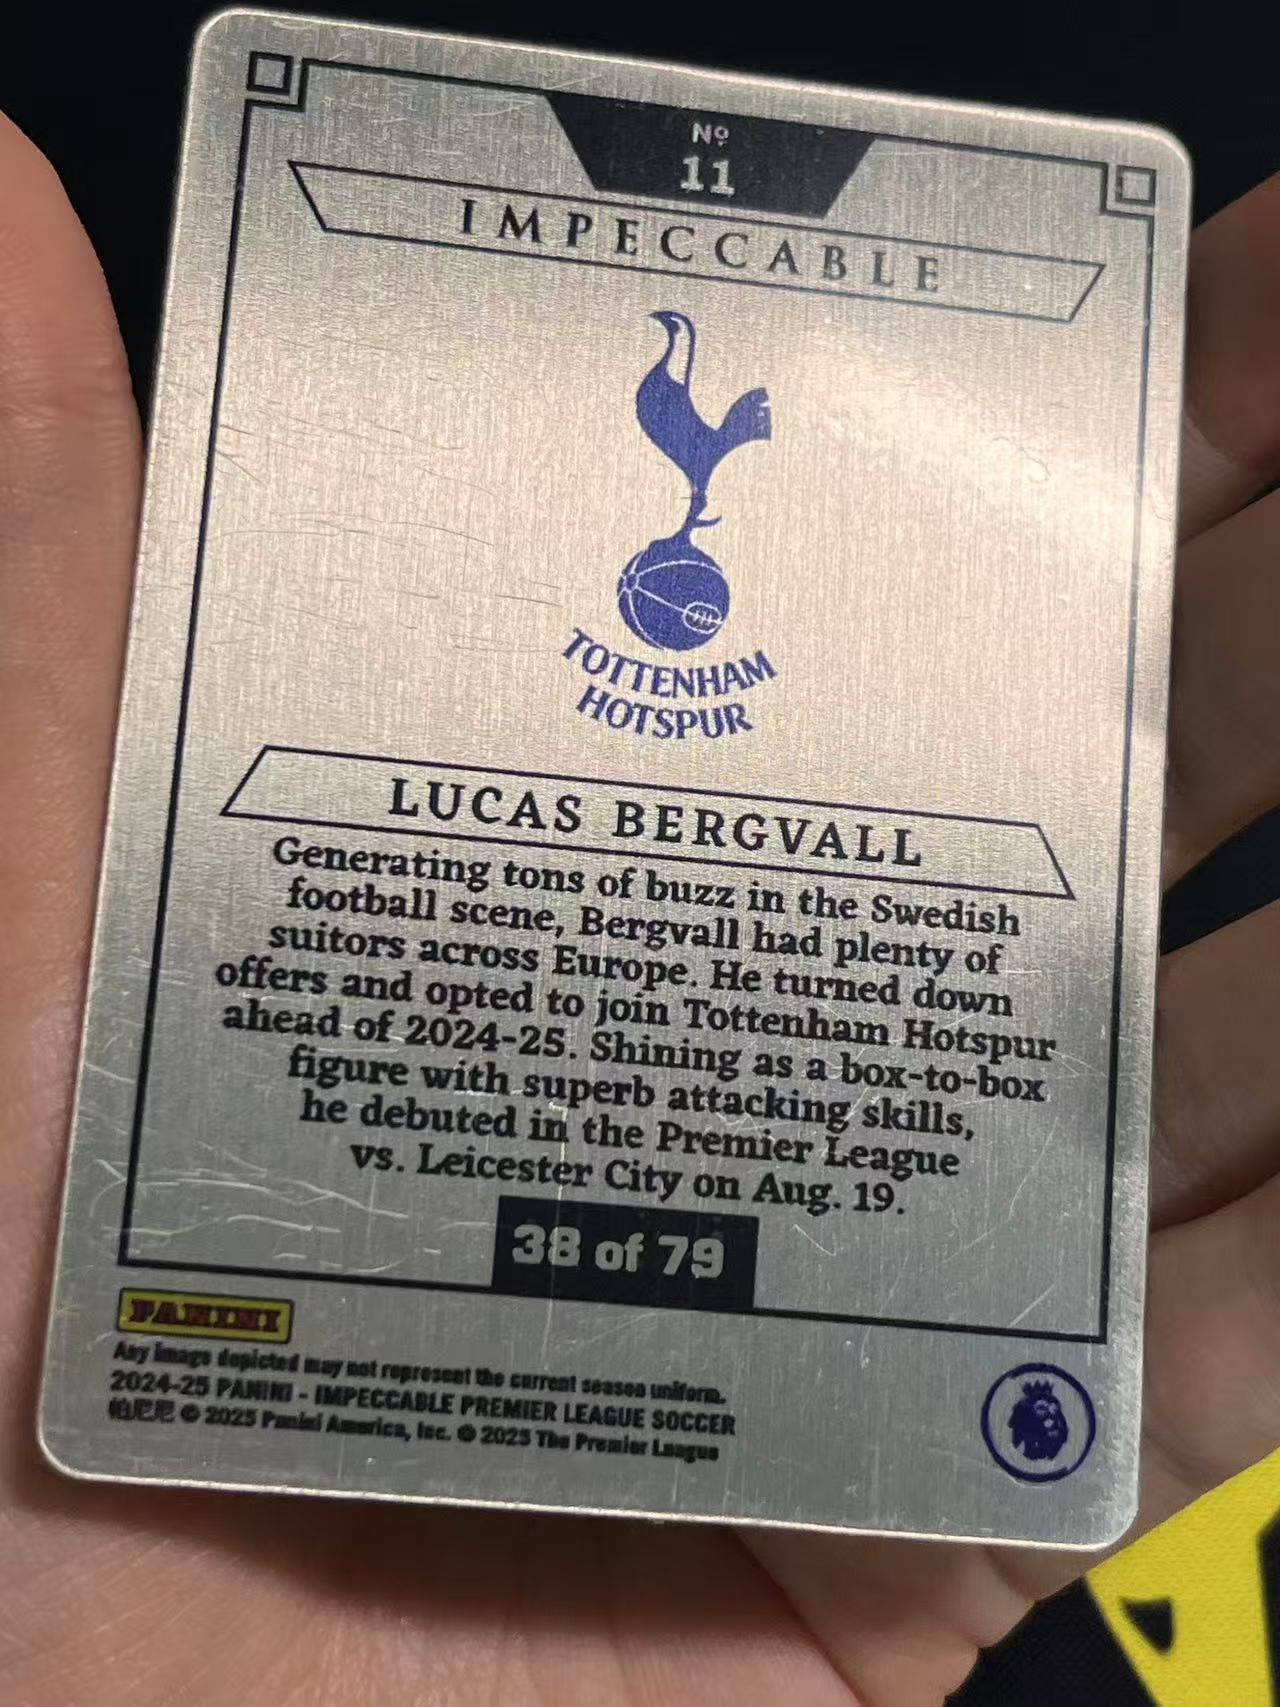 Nº
11
IMPECCABLE
TOTTENHAM
HOTSPUR
LUCAS BERGVALL
Generating tons of buzz in the Swedish
football scene, Bergvall had plenty of
suitors across Europe. He turned down
offers and opted to join Tottenham Hotspur
ahead of 2024-25. Shining as a box-to-box
figure with superb attacking skills,
he debuted in the Premier League
vs. Leicester City on Aug. 19.
38 of 79
PANINI
Any image depicted may not represent the current season uniform.
2024-25 PANINI - IMPECCABLE PREMIER LEAGUE SOCCER
帕尼尼 © 2025 Panini America, Inc. © 2025 The Premier League